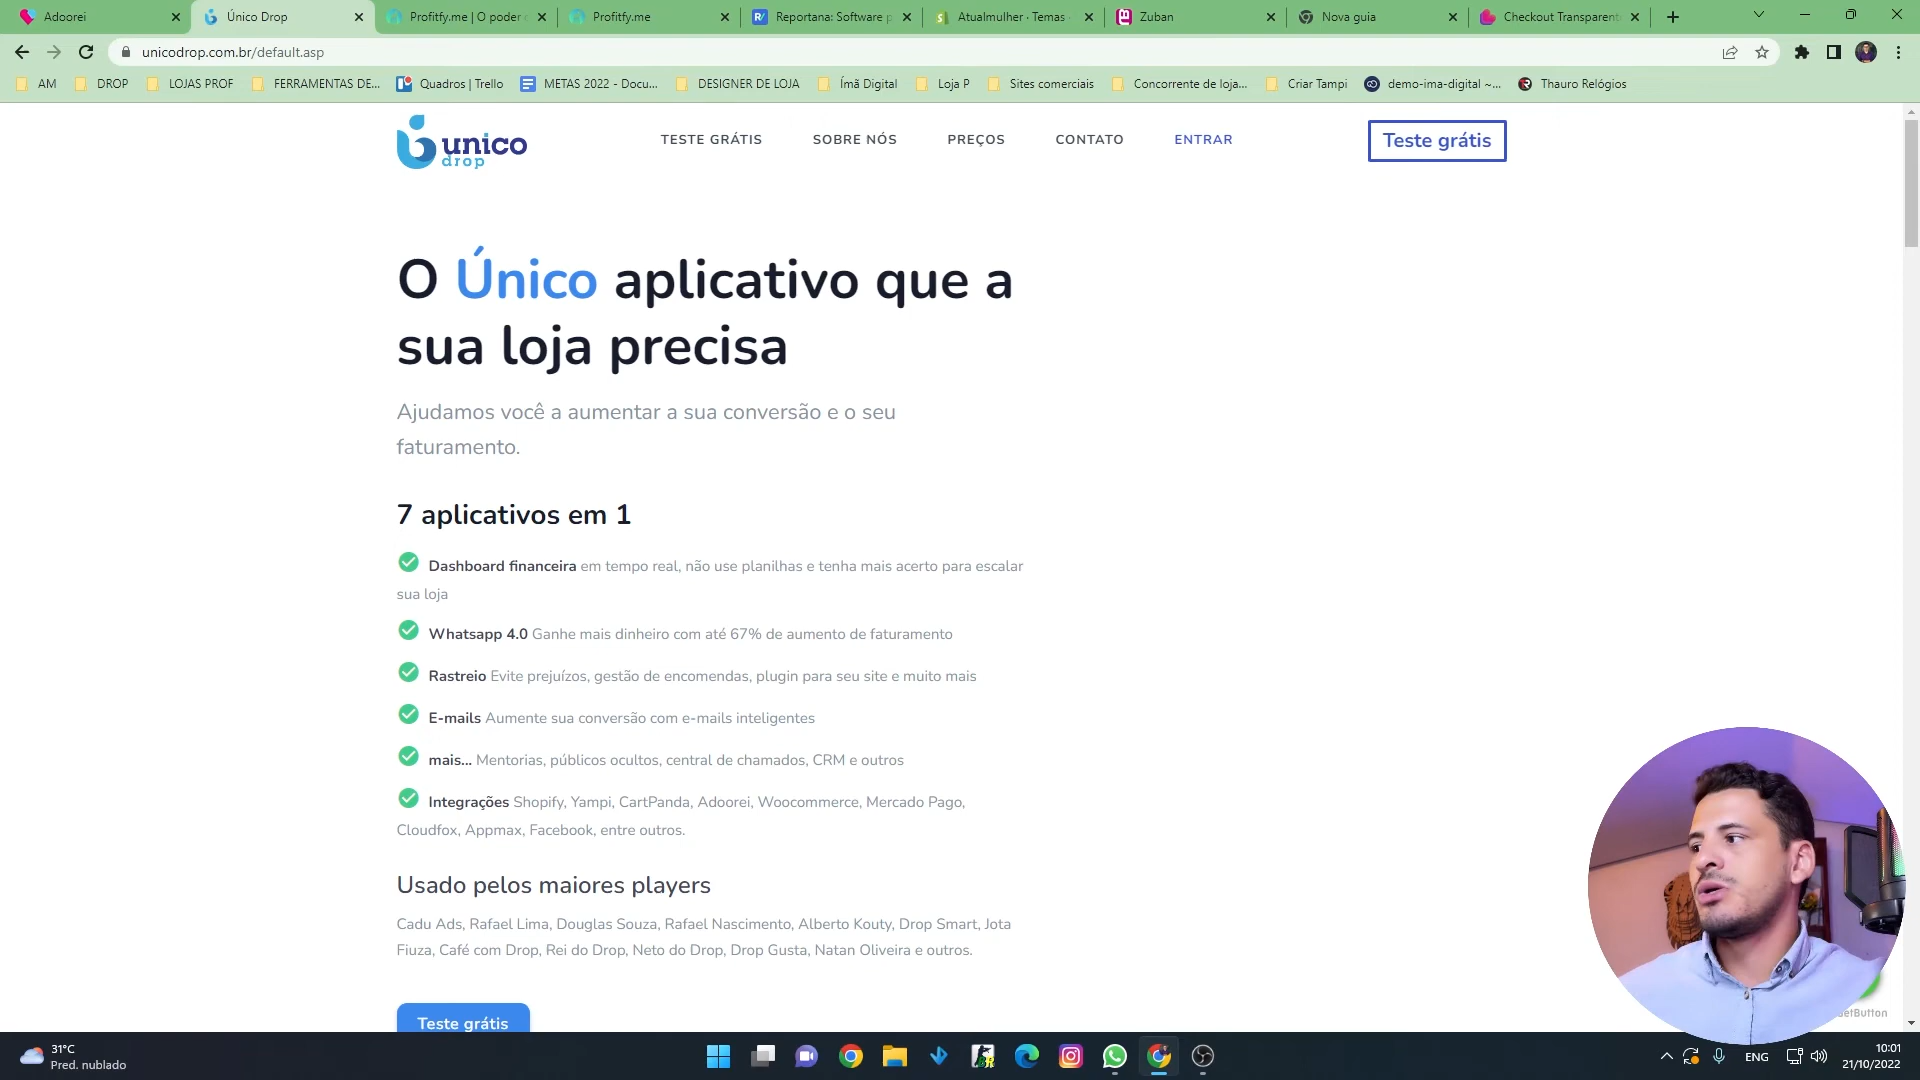 Adoorei
Único Drop
Profitfy.me | O poder
Profitfy.me
Reportana: Software p
Atualmulher · Temas ·
Zuban
Nova guia
Checkout Transparent
unicodrop.com.br/default.asp
AM
DROP
LOJAS PROF
FERRAMENTAS DE...
Quadros | Trello
METAS 2022 - Docu...
DESIGNER DE LOJA
Ímã Digital
Loja P
Sites comerciais
Concorrente de loja...
Criar Tampi
demo-ima-digital ~...
Thauro Relógios
unico
drop
TESTE GRÁTIS
SOBRE NÓS
PREÇOS
CONTATO
ENTRAR
Teste grátis
O Único aplicativo que a
sua loja precisa
Ajudamos você a aumentar a sua conversão e o seu
faturamento.
7 aplicativos em 1
Dashboard financeira em tempo real, não use planilhas e tenha mais acerto para escalar
sua loja
Whatsapp 4.0 Ganhe mais dinheiro com até 67% de aumento de faturamento
Rastreio Evite prejuízos, gestão de encomendas, plugin para seu site e muito mais
E-mails Aumente sua conversão com e-mails inteligentes
mais... Mentorias, públicos ocultos, central de chamados, CRM e outros
Integrações Shopify, Yampi, CartPanda, Adoorei, Woocommerce, Mercado Pago,
Cloudfox, Appmax, Facebook, entre outros.
Usado pelos maiores players
Cadu Ads, Rafael Lima, Douglas Souza, Rafael Nascimento, Alberto Kouty, Drop Smart, Jota
Fiuza, Café com Drop, Rei do Drop, Neto do Drop, Drop Gusta, Natan Oliveira e outros.
Teste grátis
etButton
31°C
Pred. nublado
ENG
10:01
21/10/2022